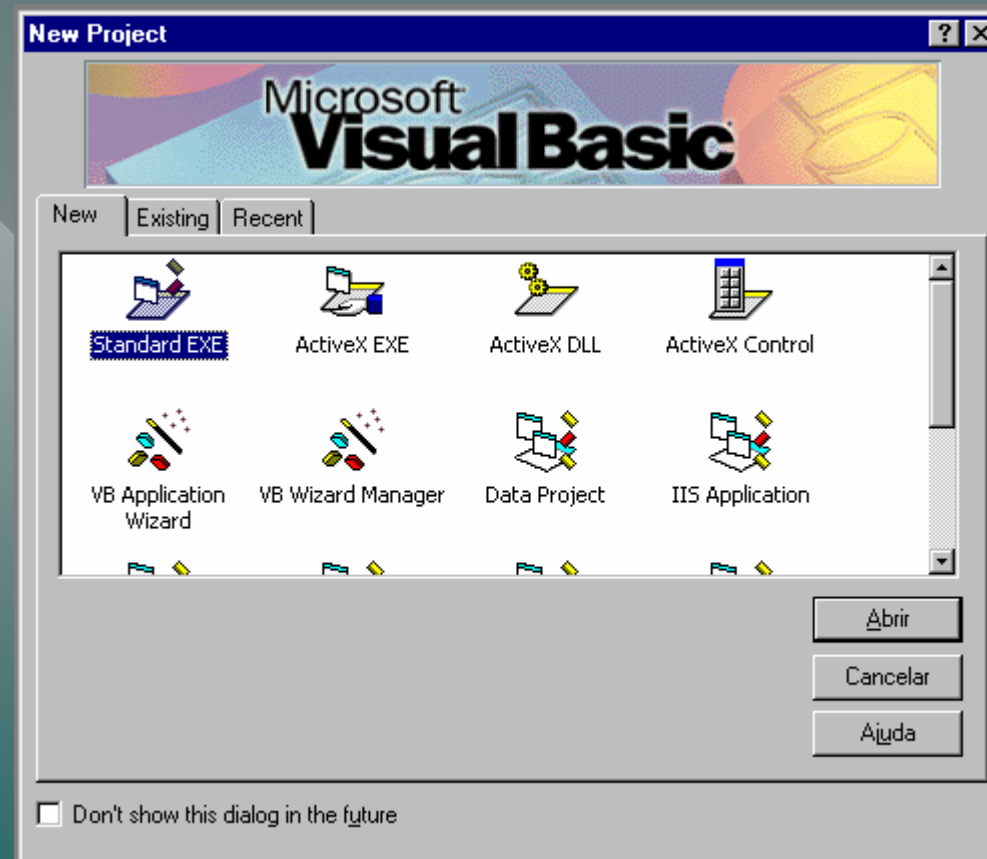 New Project
Microsoft
Visual Basic
New Existing Recent
Standard EXE ActiveX EXE ActiveX DLL ActiveX Control
VB Application VB Wizard Manager Data Project IIS Application
Wizard
Abrir
Cancelar
Ajuda
Don't show this dialog in the future